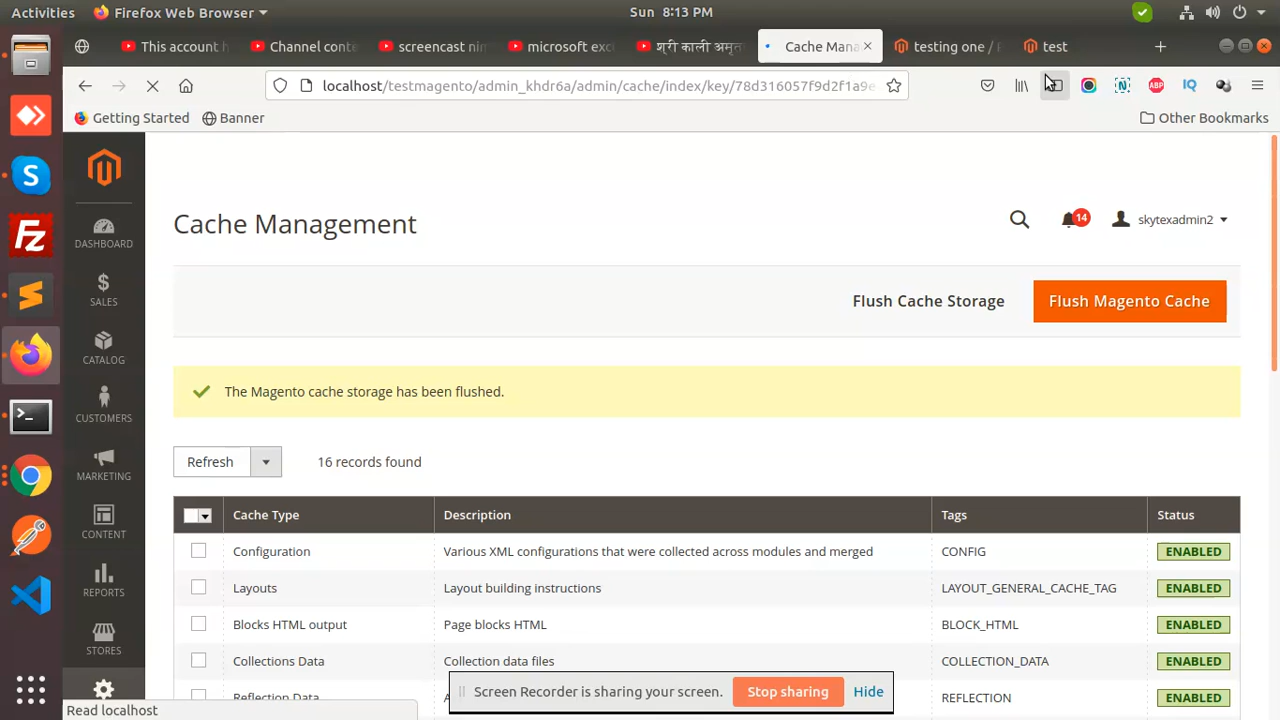 Activities Firefox Web Browser Sun 8:13 PM
This account h Channel conte screencast nin microsoft exc श्री काली अमृत Cache Mana testing one / test
localhost/testmagento/admin_khdr6a/admin/cache/index/key/78d316057f9d2f1a9e
Getting Started Banner Other Bookmarks
Cache Management 14 skytexadmin2
DASHBOARD
SALES
CATALOG
CUSTOMERS
MARKETING
CONTENT
REPORTS
STORES
Flush Cache Storage Flush Magento Cache
The Magento cache storage has been flushed.
Refresh 16 records found
Cache Type Description Tags Status
Configuration Various XML configurations that were collected across modules and merged CONFIG ENABLED
Layouts Layout building instructions LAYOUT_GENERAL_CACHE_TAG ENABLED
Blocks HTML output Page blocks HTML BLOCK_HTML ENABLED
Collections Data Collection data files COLLECTION_DATA ENABLED
Reflection Data REFLECTION ENABLED
Screen Recorder is sharing your screen. Stop sharing Hide
Read localhost